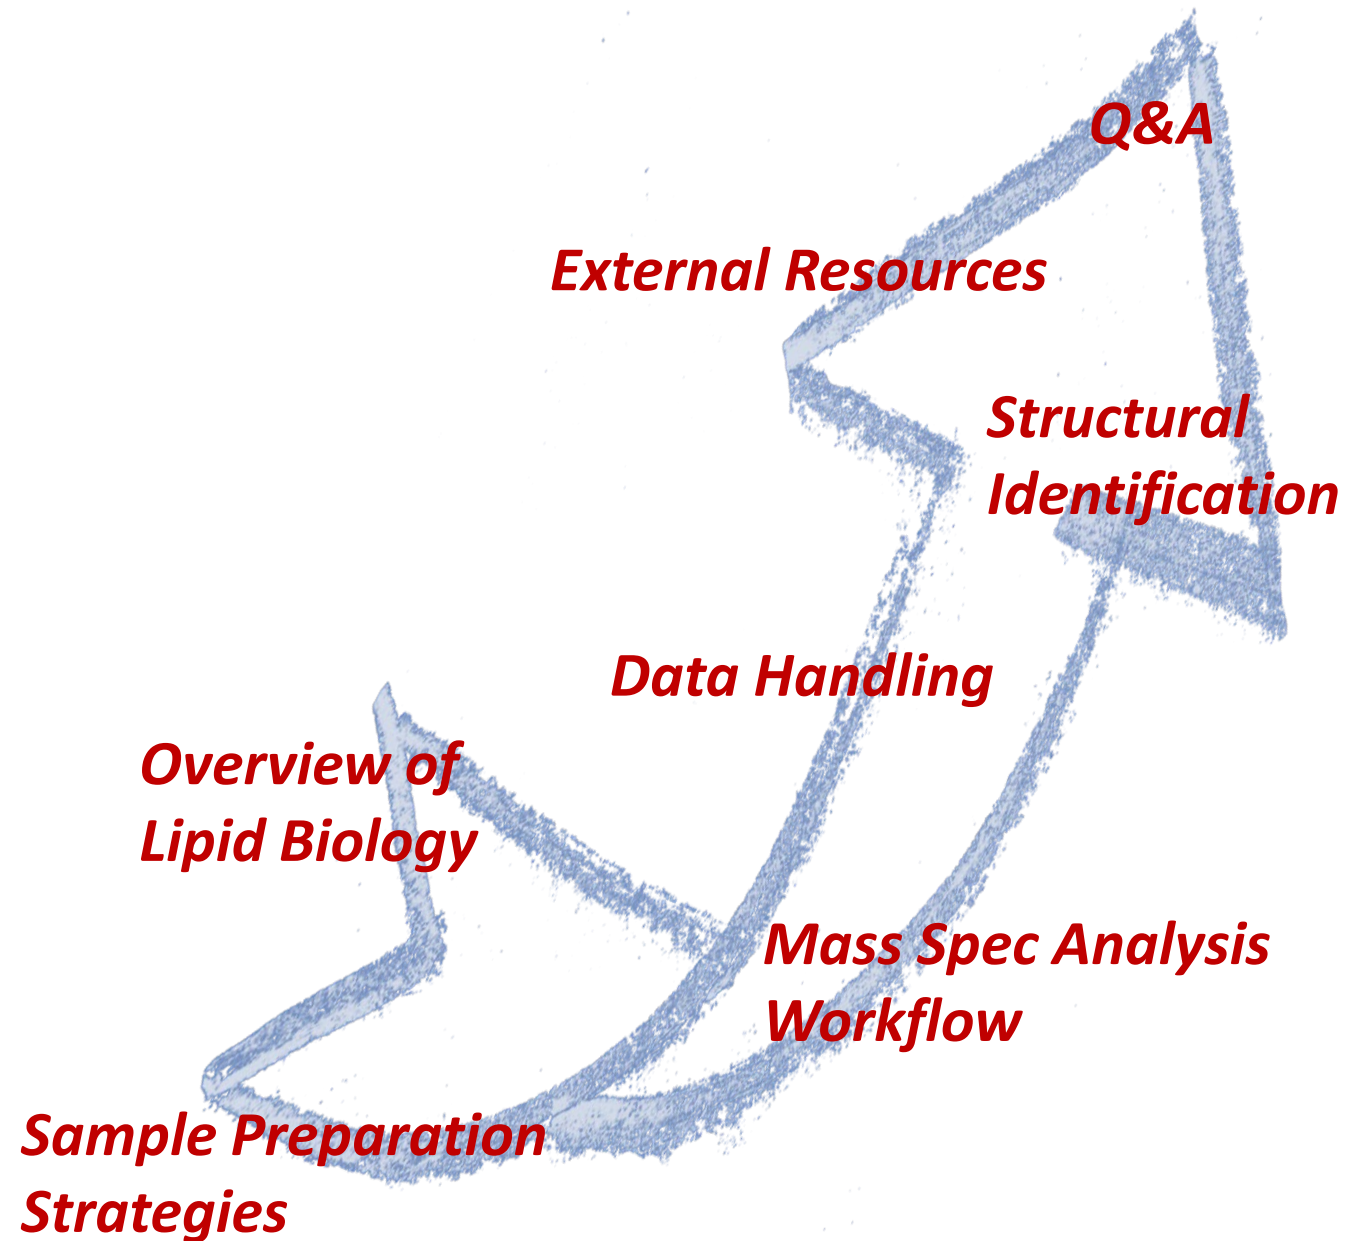 Q&A
External Resources
Structural
Identification
Data Handling
Overview of
Lipid Biology
Mass Spec Analysis
Workflow
Sample Preparation
Strategies